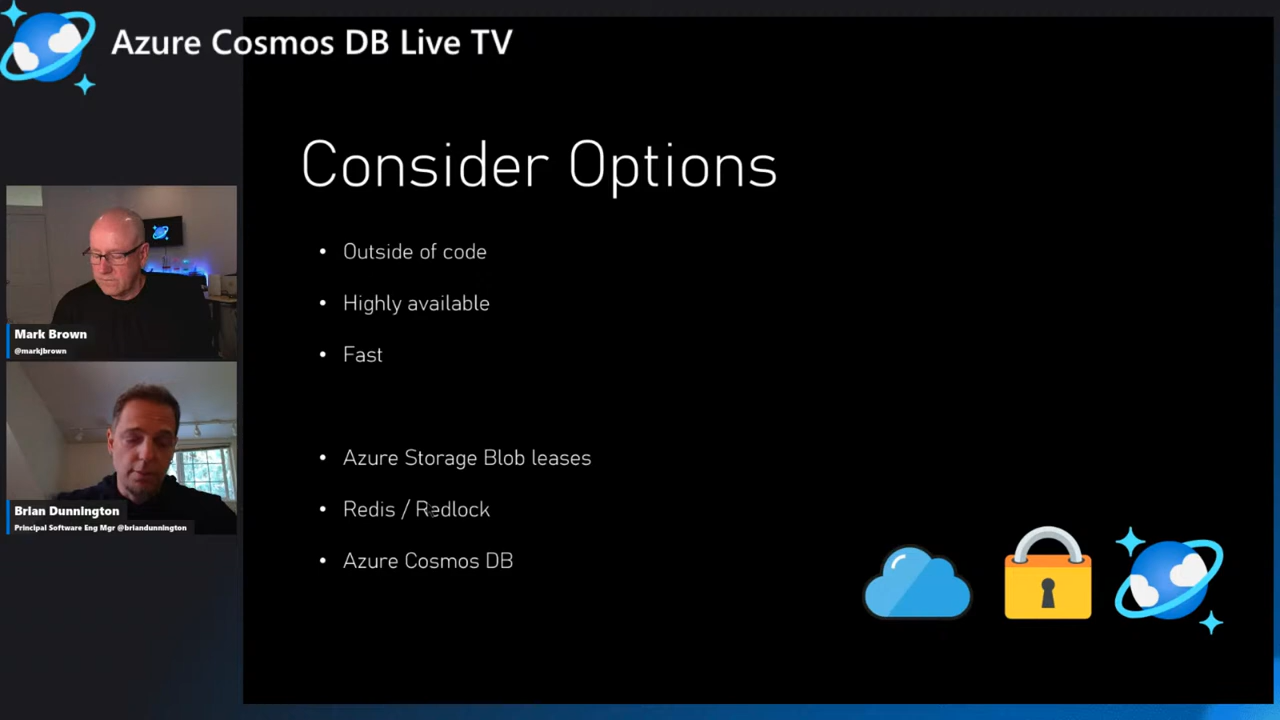 Azure Cosmos DB Live TV
Consider Options
• Outside of code
• Highly available
• Fast
• Azure Storage Blob leases
• Redis / Redlock
• Azure Cosmos DB
Mark Brown
@markjbrown
Brian Dunnington
Principal Software Eng Mgr @briandunnington